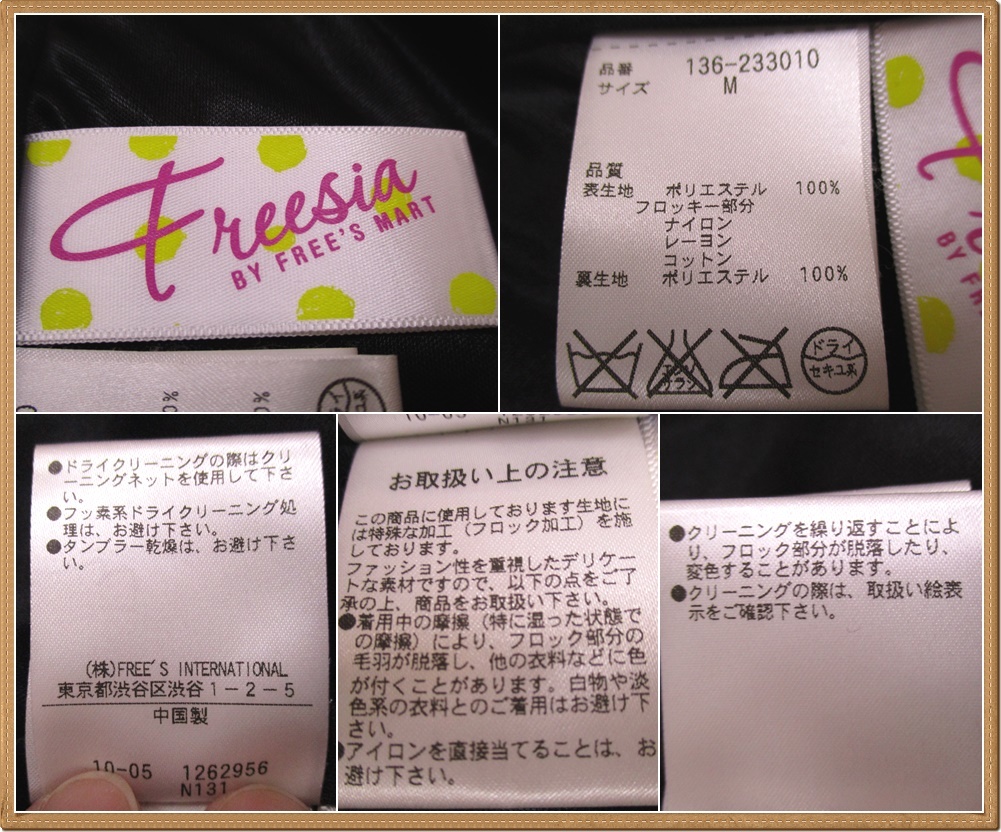 Freesia
BY FREE'S MART
品番 136-233010
サイズ M
品質
表生地 ポリエステル 100%
フロッキー部分
ナイロン
レーヨン
コットン
裏生地 ポリエステル 100%
ドライ
セキユ系
●ドライクリーニングの際はクリ
ーニングネットを使用して下さ
い。
●フッ素系ドライクリーニング処
理は、お避け下さい。
●タンブラー乾燥は、お避け下さ
い。
(株)FREE'S INTERNATIONAL
東京都渋谷区渋谷1-2-5
中国製
10-05 1262956
N131
お取扱い上の注意
この商品に使用しております生地に
は特殊な加工(フロック加工)を施
しております。
ファッション性を重視したデリケー
トな素材ですので、以下の点をご了
承の上、商品をお取扱い下さい。
●着用中の摩擦(特に湿った状態で
の摩擦)により、フロック部分の
毛羽が脱落し、他の衣料などに色
が付くことがあります。白物や淡
色系の衣料とのご着用はお避け下
さい。
●アイロンを直接当てることは、お
避け下さい。
●クリーニングを繰り返すことによ
り、フロック部分が脱落したり、
変色することがあります。
●クリーニングの際は、取扱い絵表
示をご確認下さい。